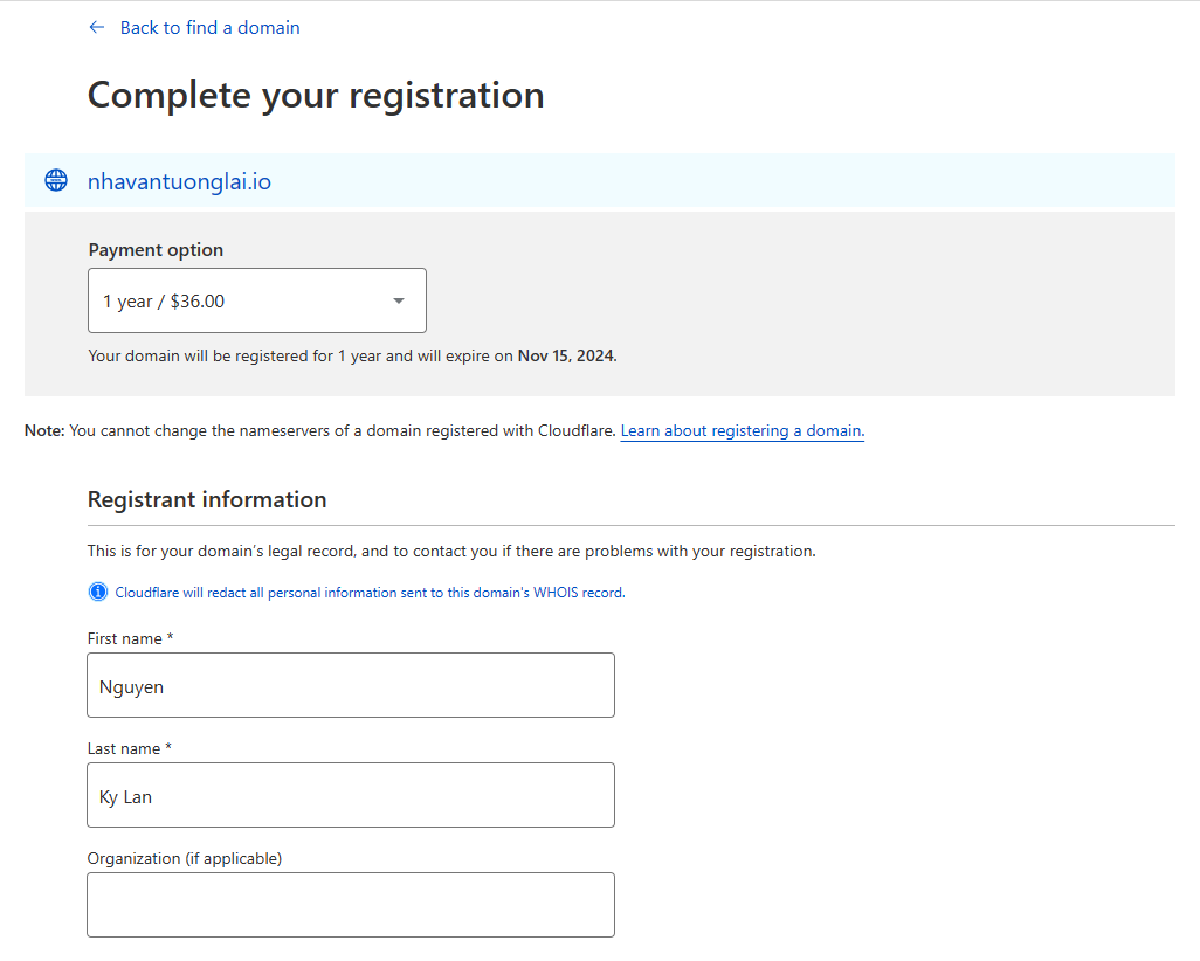 ← Back to find a domain
Complete your registration
nhavantuonglai.io
Payment option
1 year / $36.00
Your domain will be registered for 1 year and will expire on Nov 15, 2024.
Note: You cannot change the nameservers of a domain registered with Cloudflare. Learn about registering a domain.
Registrant information
This is for your domain's legal record, and to contact you if there are problems with your registration.
Cloudflare will redact all personal information sent to this domain's WHOIS record.
First name *
Nguyen
Last name *
Ky Lan
Organization (if applicable)